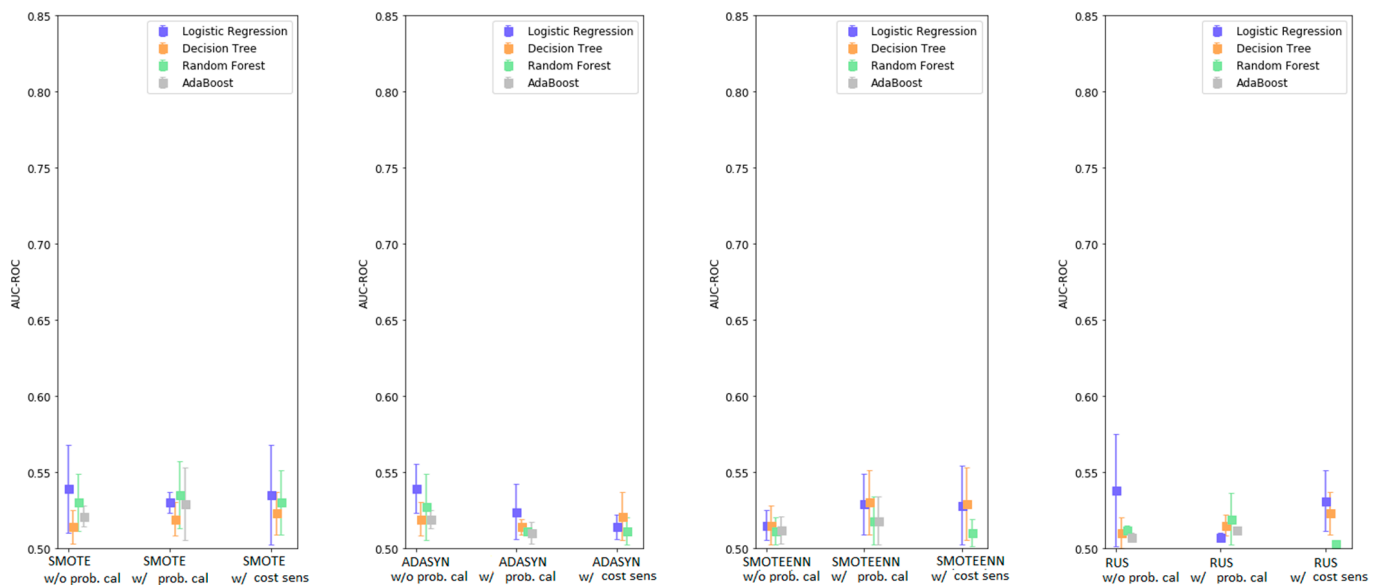 0.85
0.80
0.75
0.70
0.65
0.60
0.55
0.50
AUC-ROC
Logistic Regression
Decision Tree
Random Forest
AdaBoost
SMOTE SMOTE SMOTE
w/o prob. cal w/ prob. cal w/ cost sens
0.85
0.80
0.75
0.70
0.65
0.60
0.55
0.50
AUC-ROC
Logistic Regression
Decision Tree
Random Forest
AdaBoost
ADASYN ADASYN ADASYN
w/o prob. cal w/ prob. cal w/ cost sens
0.85
0.80
0.75
0.70
0.65
0.60
0.55
0.50
AUC-ROC
Logistic Regression
Decision Tree
Random Forest
AdaBoost
SMOTEENN SMOTEENN SMOTEENN
w/o prob. cal w/ prob. cal w/ cost sens
0.85
0.80
0.75
0.70
0.65
0.60
0.55
0.50
AUC-ROC
Logistic Regression
Decision Tree
Random Forest
AdaBoost
RUS RUS RUS
w/o prob. cal w/ prob. cal w/ cost sens